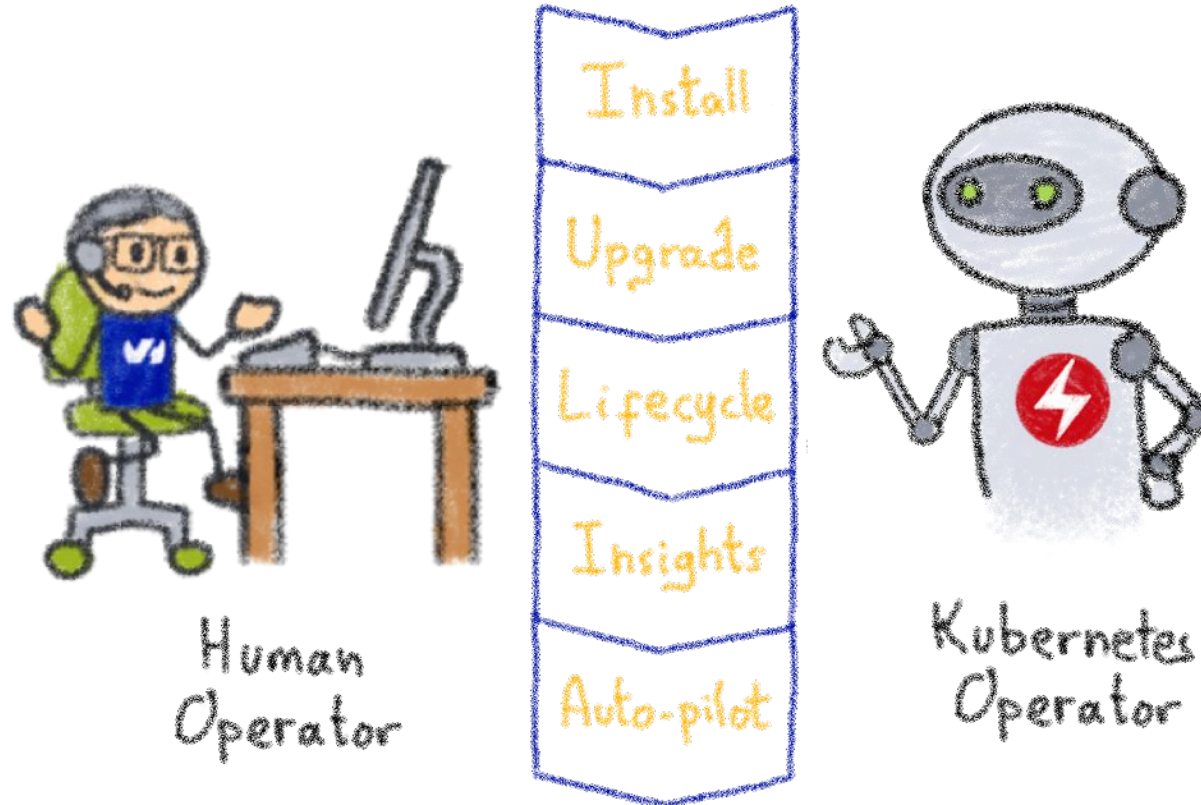 Install
Upgrade
Lifecycle
Insights
Auto-pilot
Human
Operator
Kubernetes
Operator